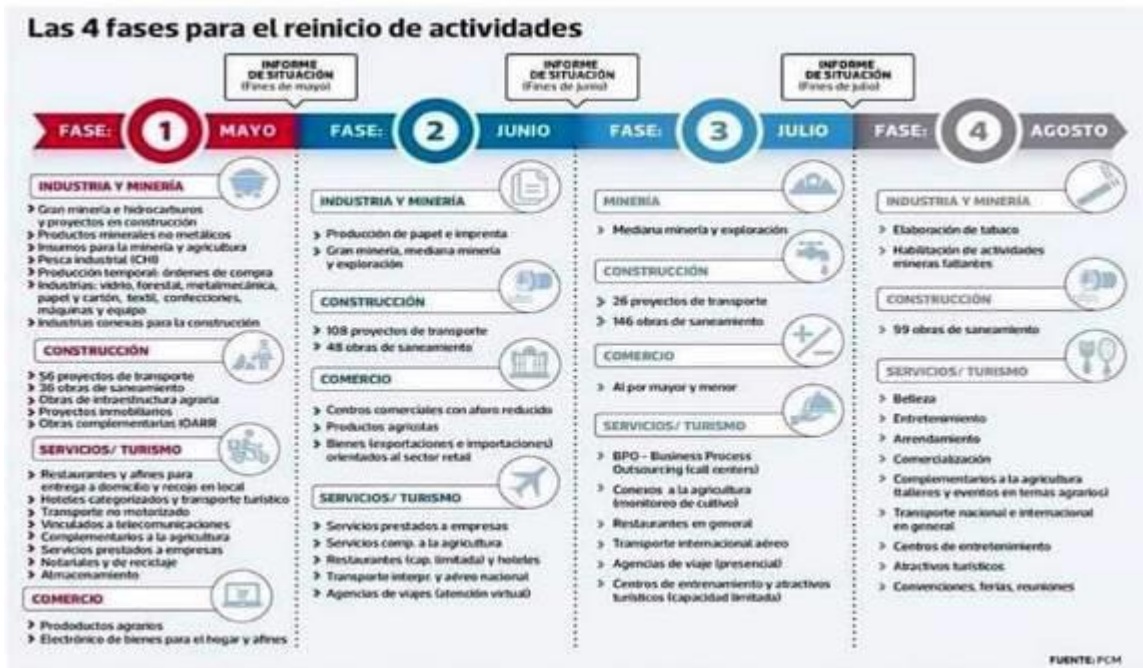 Las 4 fases para el reinicio de actividades
INFORME
DE SITUACIÓN
(Fines de mayo)
INFORME
DE SITUACIÓN
(Fines de junio)
INFORME
DE SITUACIÓN
(Fines de julio)
FASE: 1 MAYO
INDUSTRIA Y MINERÍA
Gran minería e hidrocarburos
y proyectos en construcción
Productos minerales no metálicos
Insumos para la minería y agricultura
Pesca industrial (CHI)
Producción temporal: órdenes de compra
Industrias: vidrio, forestal, metalmecánica,
papel y cartón, textil, confecciones,
máquinas y equipo
Industrias conexas para la construcción
CONSTRUCCIÓN
56 proyectos de transporte
36 obras de saneamiento
Obras de intraestructura agraria
Proyectos inmobiliarios
Obras complementarias IOARR
SERVICIOS/ TURISMO
Restaurantes y afines para
entrega a domicilio y recojo en local
Hoteles categorizados y transporte turístico
Transporte no motorizado
Vinculados a telecomunicaciones
Complementarios a la agricultura
Servicios prestados a empresas
Notariales y de reciclaje
Almacenamiento
COMERCIO
Prodoductos agrarios
Electrónico de bienes para el hogar y afines
FASE: 2 JUNIO
INDUSTRIA Y MINERÍA
Producción de papel e imprenta
Gran minería, mediana minería
y exploración
CONSTRUCCIÓN
108 proyectos de transporte
48 obras de saneamiento
COMERCIO
Centros comerciales con aforo reducido
Productos agrícolas
Bienes (exportaciones e importaciones)
orientados al sector retail
SERVICIOS/ TURISMO
Servicios prestados a empresas
Servicios comp. a la agricultura
Restaurantes (cap. limitada) y hoteles
Transporte interpr. y aéreo nacional
Agencias de viajes (atención virtual)
FASE: 3 JULIO
MINERÍA
Mediana minería y exploración
CONSTRUCCIÓN
26 proyectos de transporte
146 obras de saneamiento
COMERCIO
Al por mayor y menor
SERVICIOS/ TURISMO
BPO - Business Process
Outsourcing (call centers)
Conexos a la agricultura
(monitoreo de cultivo)
Restaurantes en general
Transporte internacional aéreo
Agencias de viaje (presencial)
Centros de entrenamiento y atractivos
turísticos (capacidad limitada)
FASE: 4 AGOSTO
INDUSTRIA Y MINERÍA
Elaboración de tabaco
Habilitación de actividades
mineras faltantes
CONSTRUCCIÓN
99 obras de saneamiento
SERVICIOS/ TURISMO
Belleza
Entretenimiento
Arrendamiento
Comercialización
Complementarios a la agricultura
(talleres y eventos en temas agrarios)
Transporte nacional e internacional
en general
Centros de entretenimiento
Atractivos turísticos
Convenciones, ferias, reuniones
FUENTE: PCM